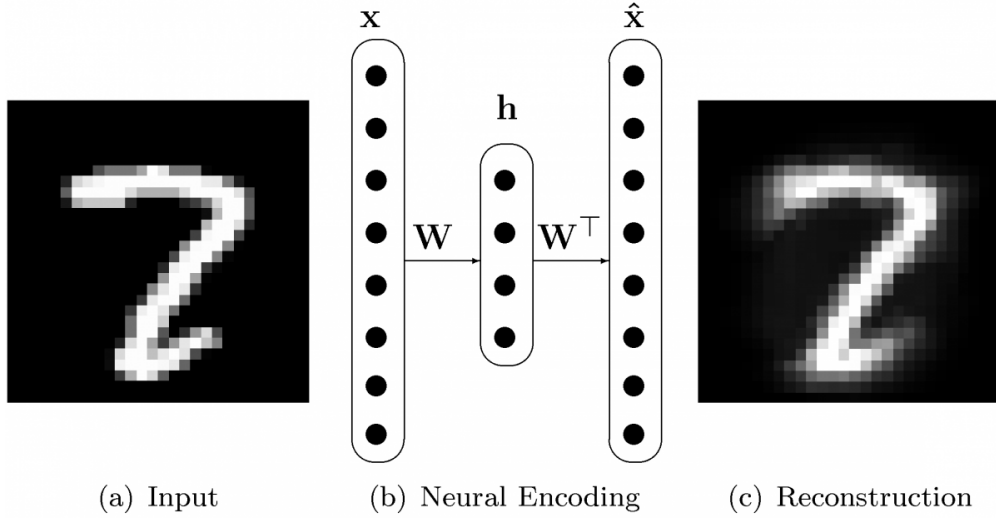 x
x̂
h
W
W⊤
(a) Input
(b) Neural Encoding
(c) Reconstruction